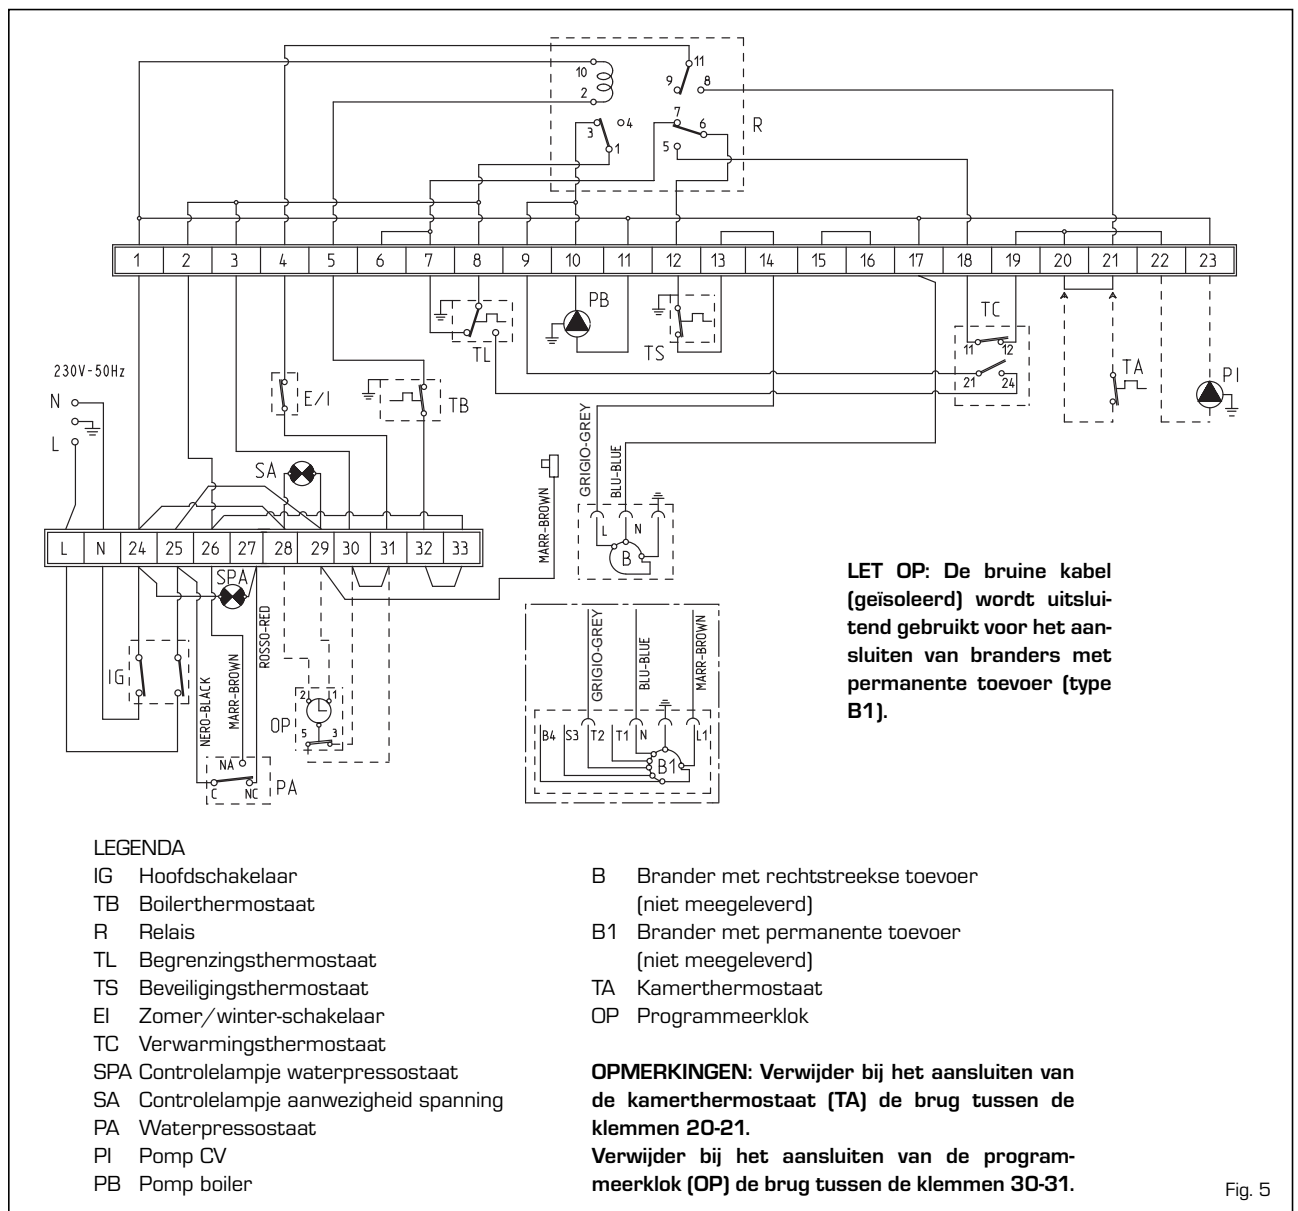 10
2
3
4
1
11
9
8
7
6
5
R
1 2 3 4 5 6 7 8 9 10 11 12 13 14 15 16 17 18 19 20 21 22 23
PB
TL
TS
TC
11 12
21 24
TA
PI
230V-50Hz
N
L
E/I
TB
SA
GRIGIO-GREY
BLU-BLUE
MARR-BROWN
L N
B
L N 24 25 26 27 28 29 30 31 32 33
SPA
IG
NERO-BLACK
MARR-BROWN
ROSSO-RED
OP
2 1
5 3
NA
C NC
PA
GRIGIO-GREY
BLU-BLUE
MARR-BROWN
B4 S3 T2 T1 N L1
B1
LET OP: De bruine kabel
(geïsoleerd) wordt uitslui-
tend gebruikt voor het aan-
sluiten van branders met
permanente toevoer (type
B1).
LEGENDA
IG Hoofdschakelaar
TB Boilerthermostaat
R Relais
TL Begrenzingsthermostaat
TS Beveiligingsthermostaat
EI Zomer/winter-schakelaar
TC Verwarmingsthermostaat
SPA Controlelampje waterpressostaat
SA Controlelampje aanwezigheid spanning
PA Waterpressostaat
PI Pomp CV
PB Pomp boiler
B Brander met rechtstreekse toevoer
(niet meegeleverd)
B1 Brander met permanente toevoer
(niet meegeleverd)
TA Kamerthermostaat
OP Programmeerklok
OPMERKINGEN: Verwijder bij het aansluiten van
de kamerthermostaat (TA) de brug tussen de
klemmen 20-21.
Verwijder bij het aansluiten van de program-
meerklok (OP) de brug tussen de klemmen 30-31.
Fig. 5